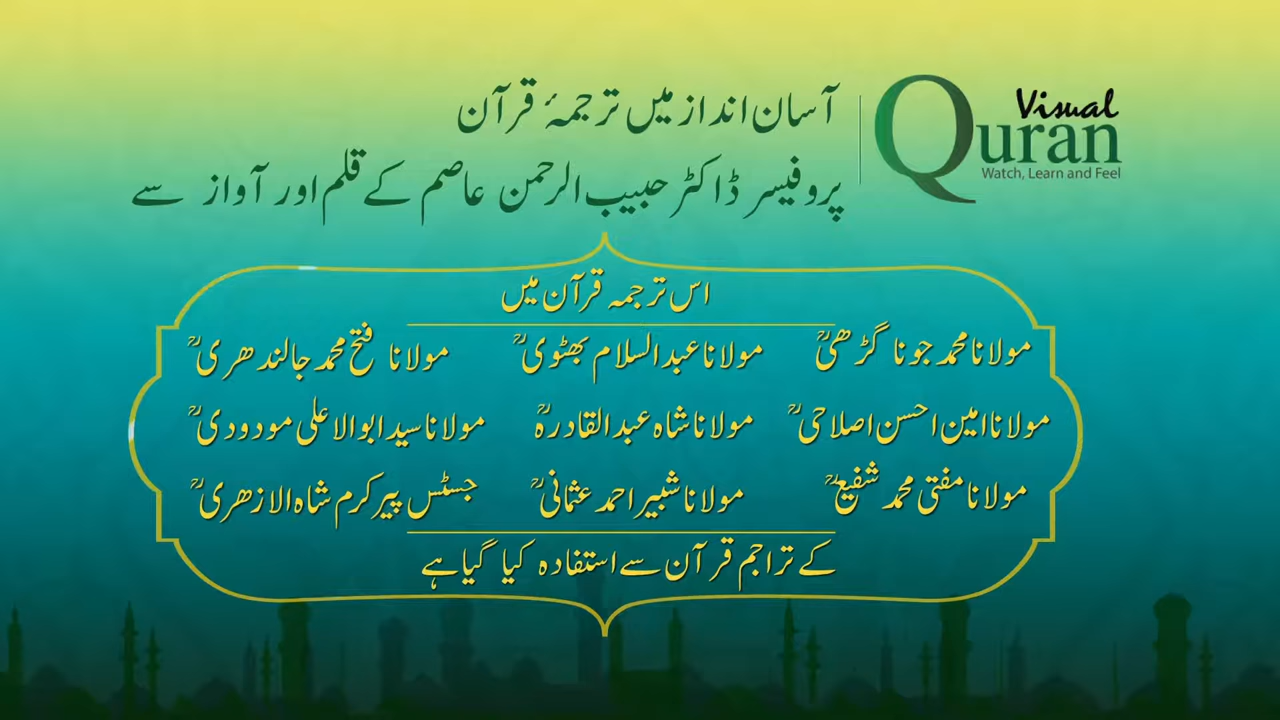 Visual
Quran
Watch, Learn and Feel
آسان انداز میں ترجمۂ قرآن
پروفیسر ڈاکٹر حبیب الرحمن عاصم کے قلم اور آواز سے
اس ترجمہ قرآن میں
مولانا محمد جونا گڑھیؒ مولانا عبدالسلام بھٹویؒ مولانا فتح محمد جالندھریؒ
مولانا امین احسن اصلاحیؒ مولانا شاہ عبدالقادرہؒ مولانا سید ابوالاعلی مودودیؒ
مولانا مفتی محمد شفیعؒ مولانا شبیر احمد عثمانیؒ جسٹس پیر کرم شاہ الازھریؒ
کے تراجم قرآن سے استفادہ کیا گیا ہے